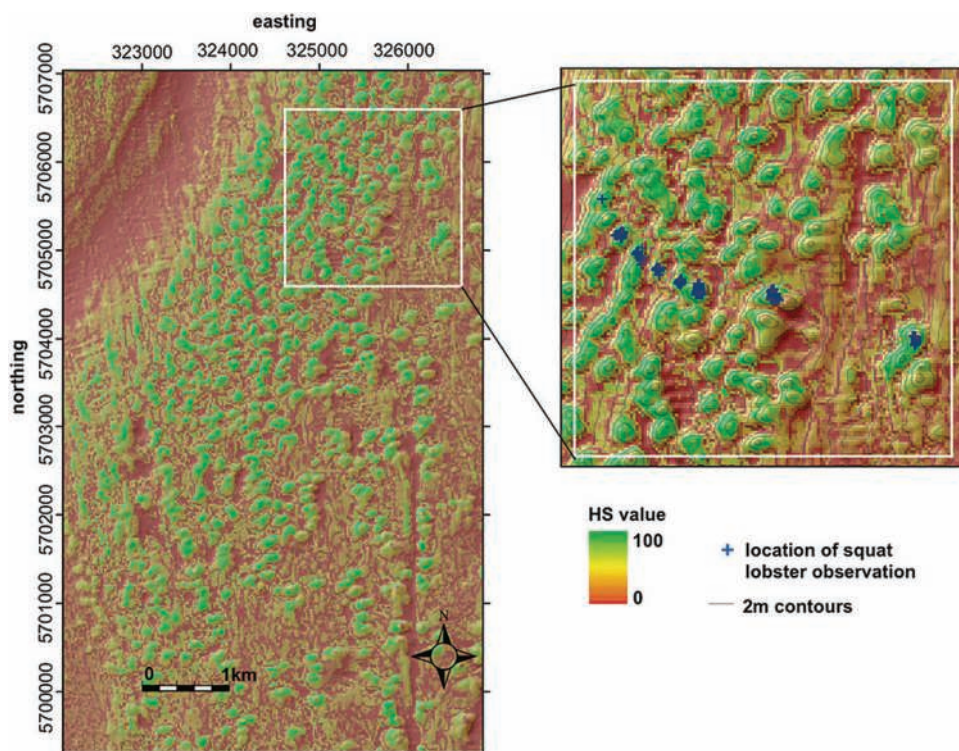 easting
323000 324000 325000 326000
northing
5707000
5706000
5705000
5704000
5703000
5702000
5701000
5700000
N
0 1km
HS value
100
0
location of squat
lobster observation
2m contours